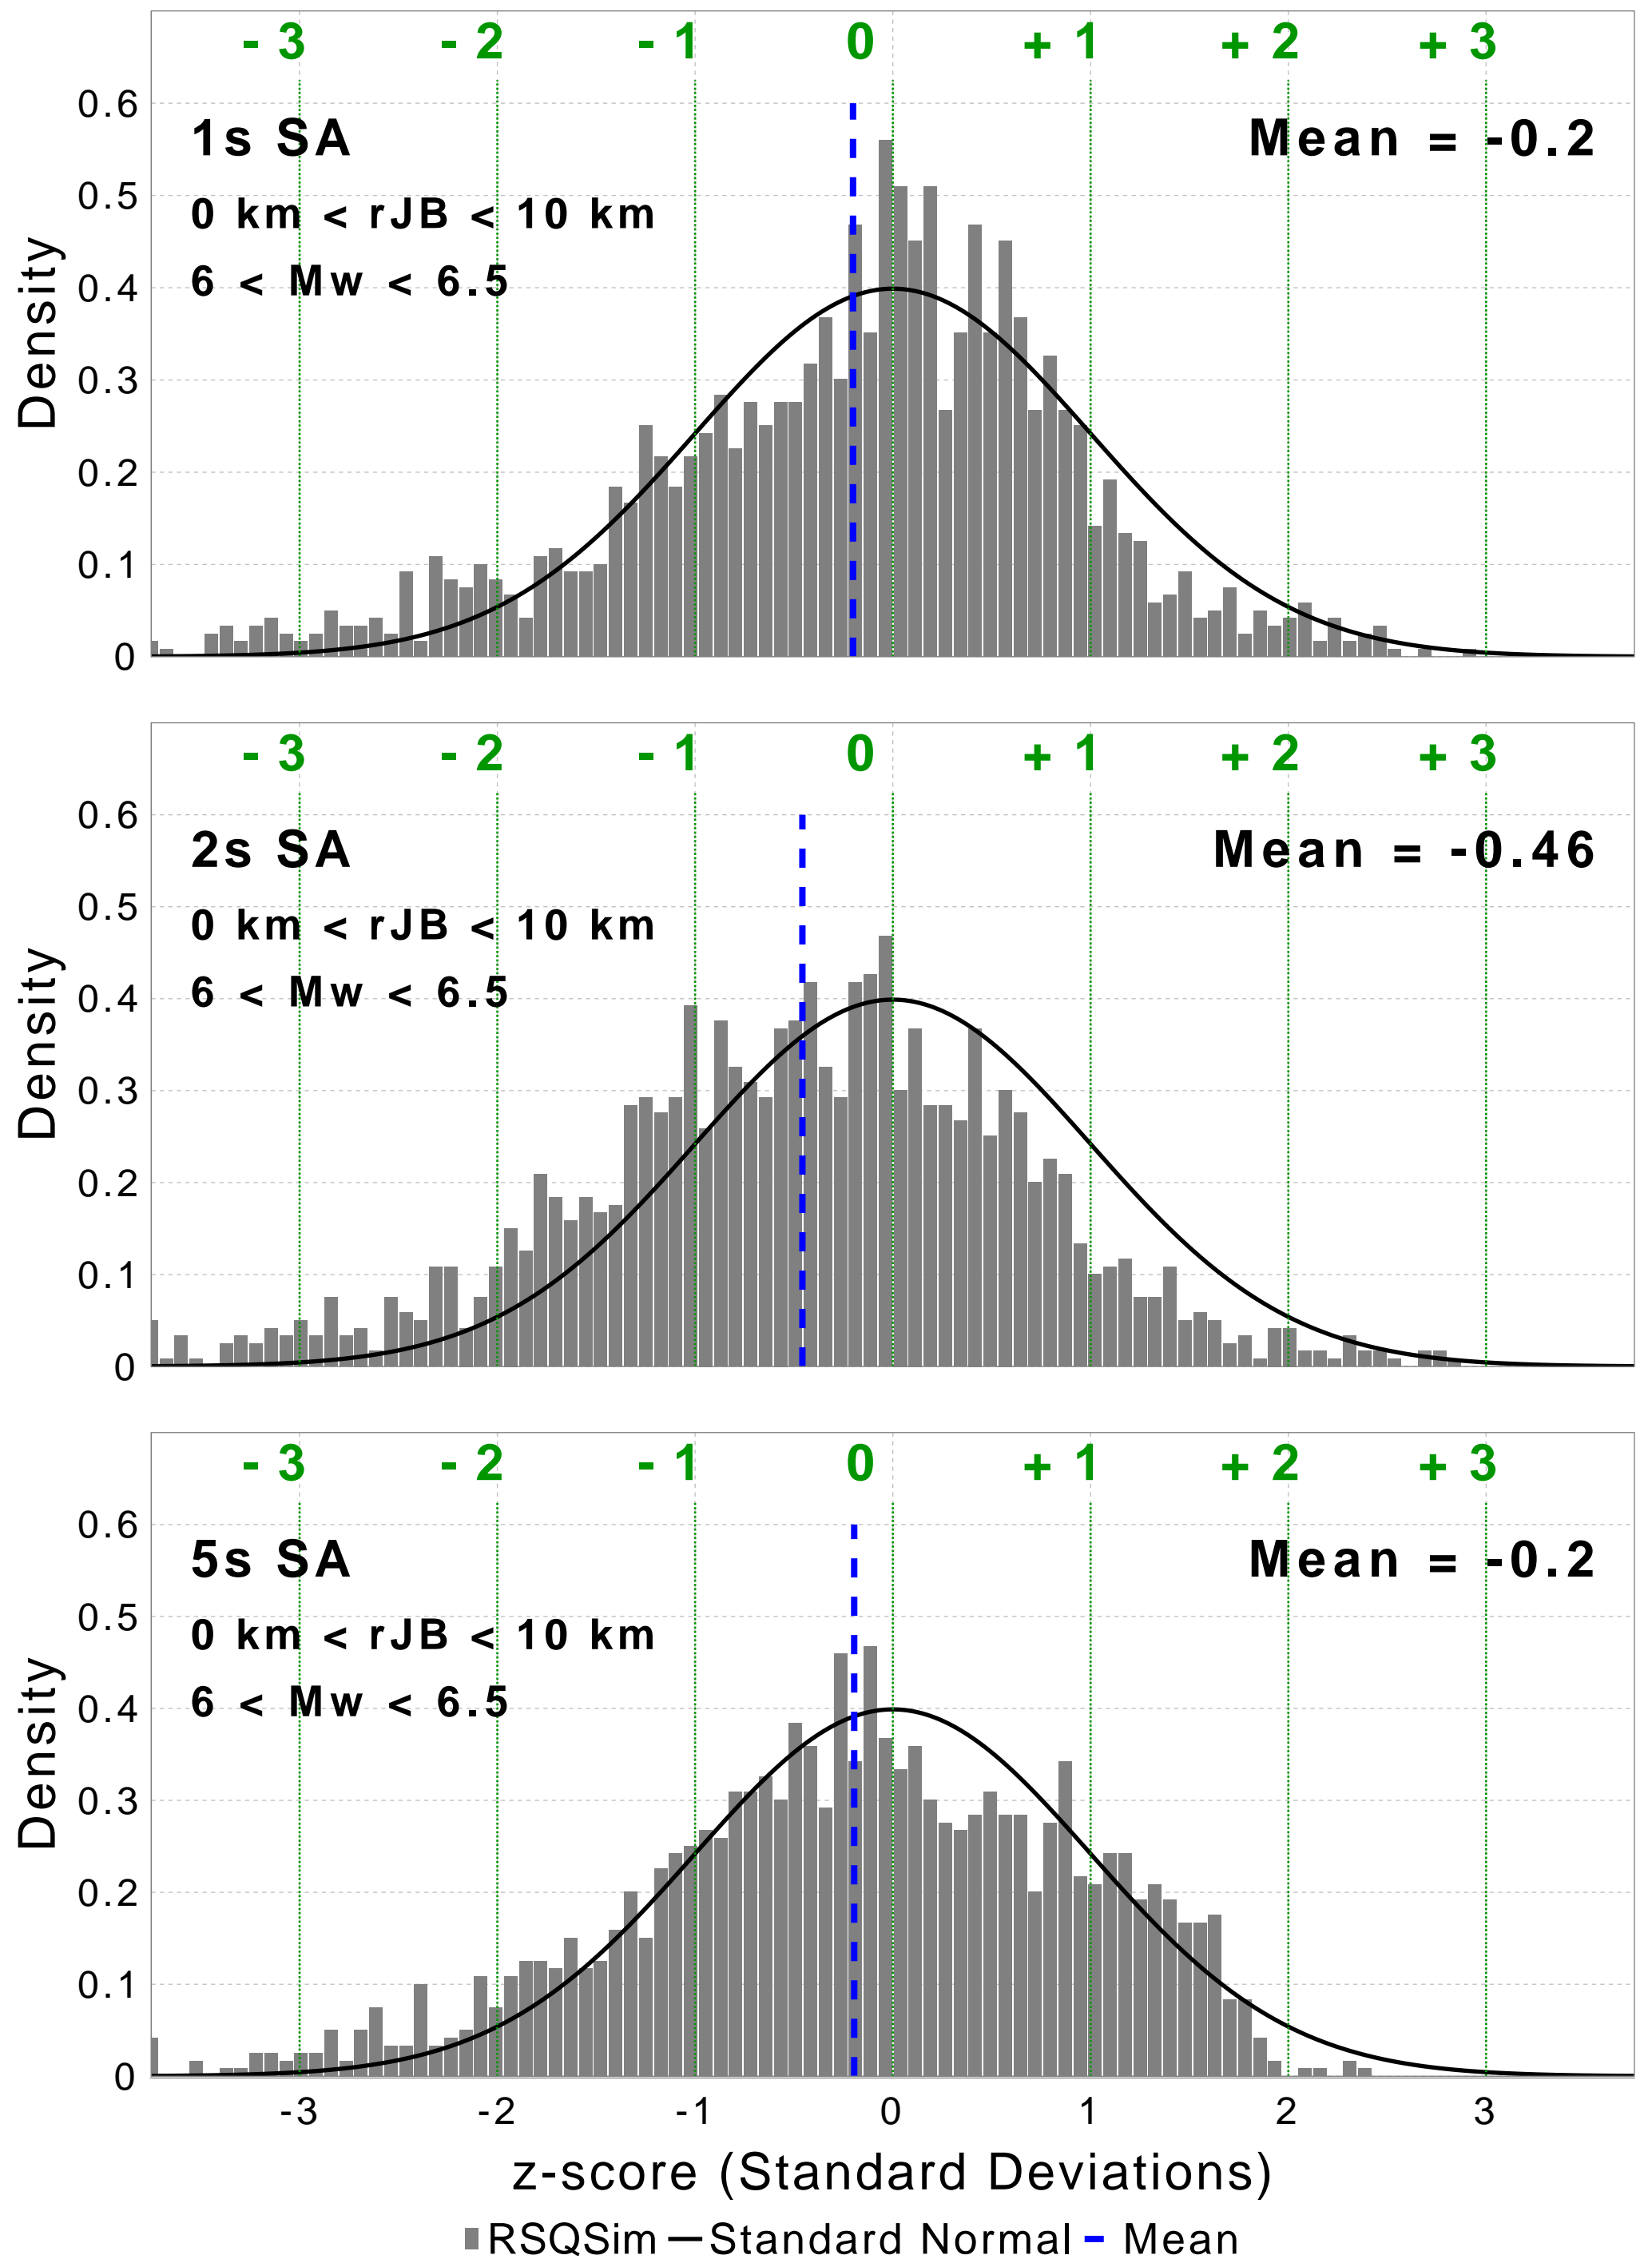 - 3 - 2 - 1 0 + 1 + 2 + 3
0.6
1s SA Mean = -0.2
0.5
0 km < rJB < 10 km
6 < Mw < 6.5
0.4
Density
0.3
0.2
0.1
0
- 3 - 2 - 1 0 + 1 + 2 + 3
0.6
2s SA Mean = -0.46
0.5
0 km < rJB < 10 km
6 < Mw < 6.5
0.4
Density
0.3
0.2
0.1
0
- 3 - 2 - 1 0 + 1 + 2 + 3
0.6
5s SA Mean = -0.2
0.5
0 km < rJB < 10 km
6 < Mw < 6.5
0.4
Density
0.3
0.2
0.1
0
-3 -2 -1 0 1 2 3
z-score (Standard Deviations)
RSQSim Standard Normal Mean